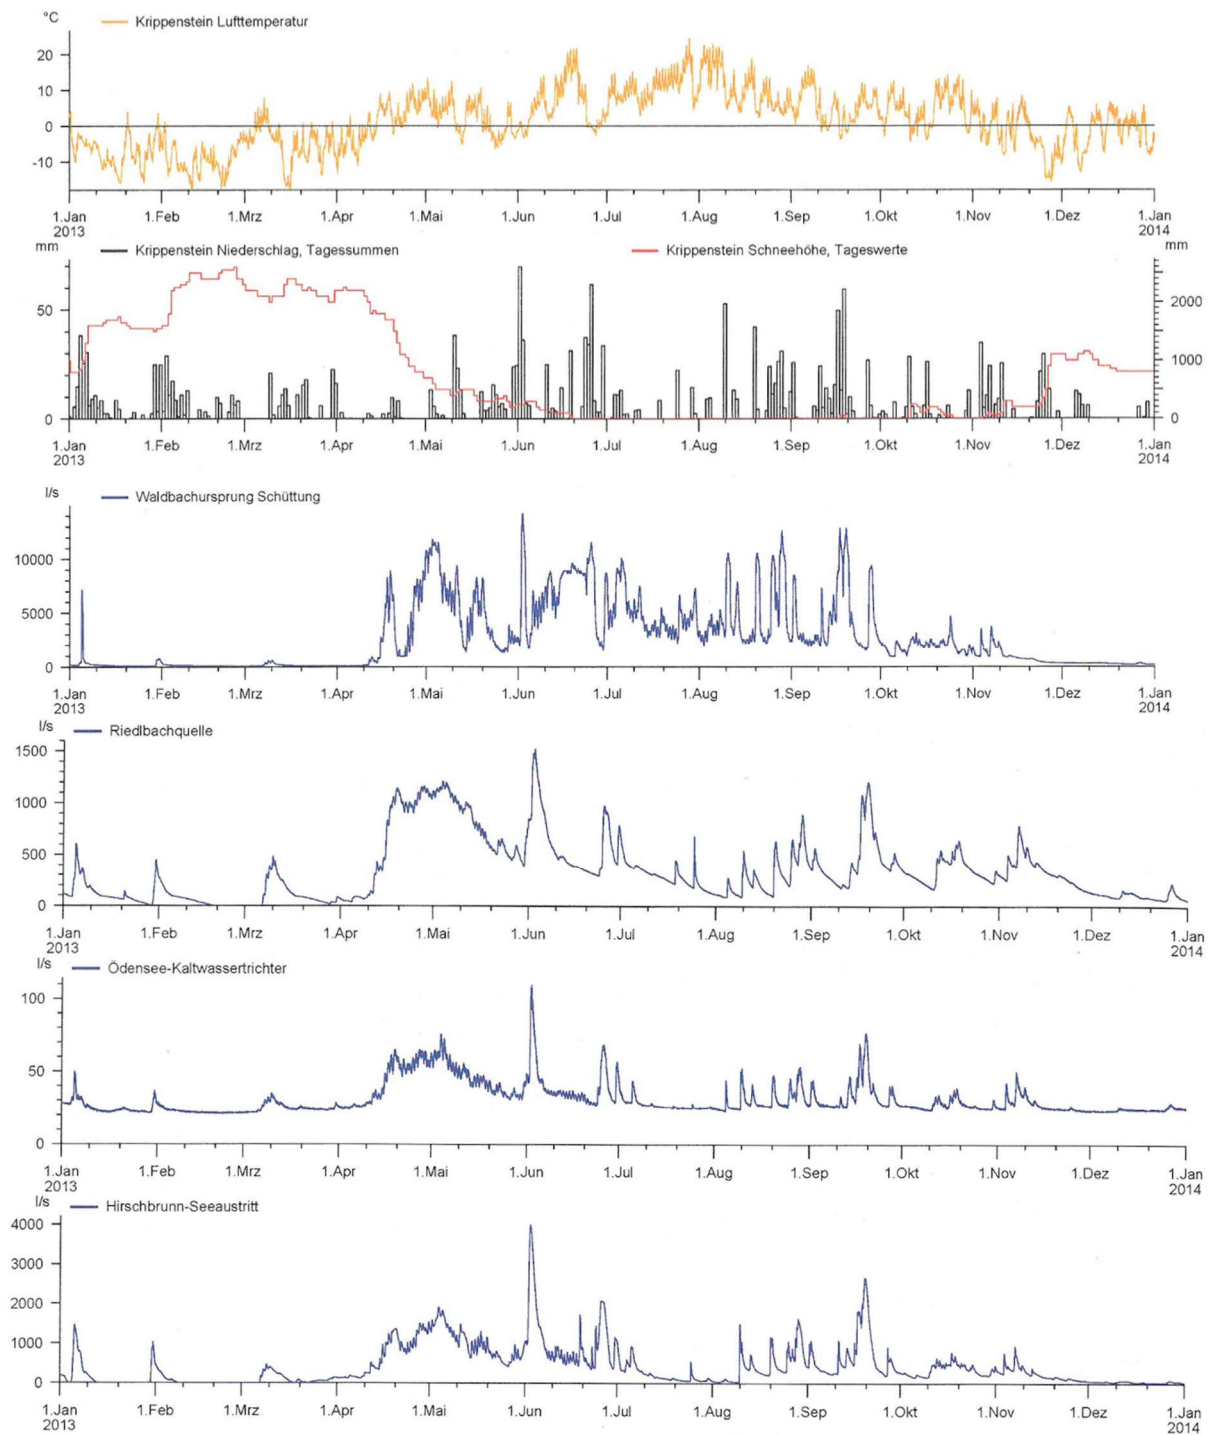 °C
Krippenstein Lufttemperatur
20
10
0
-10
1.Jan 1.Feb 1.Mrz 1.Apr 1.Mai 1.Jun 1.Jul 1.Aug 1.Sep 1.Okt 1.Nov 1.Dez 1.Jan
2013 2014
mm Krippenstein Niederschlag, Tagessummen Krippenstein Schneehöhe, Tageswerte mm
50 2000
1000
0 0
1.Jan 1.Feb 1.Mrz 1.Apr 1.Mai 1.Jun 1.Jul 1.Aug 1.Sep 1.Okt 1.Nov 1.Dez 1.Jan
2013 2014
l/s Waldbachursprung Schüttung
10000
5000
0
1.Jan 1.Feb 1.Mrz 1.Apr 1.Mai 1.Jun 1.Jul 1.Aug 1.Sep 1.Okt 1.Nov 1.Dez 1.Jan
2013 2014
l/s Riedlbachquelle
1500
1000
500
0
1.Jan 1.Feb 1.Mrz 1.Apr 1.Mai 1.Jun 1.Jul 1.Aug 1.Sep 1.Okt 1.Nov 1.Dez 1.Jan
2013 2014
l/s Ödensee-Kaltwassertrichter
100
50
0
1.Jan 1.Feb 1.Mrz 1.Apr 1.Mai 1.Jun 1.Jul 1.Aug 1.Sep 1.Okt 1.Nov 1.Dez 1.Jan
2013 2014
l/s Hirschbrunn-Seeaustritt
4000
3000
2000
1000
0
1.Jan 1.Feb 1.Mrz 1.Apr 1.Mai 1.Jun 1.Jul 1.Aug 1.Sep 1.Okt 1.Nov 1.Dez 1.Jan
2013 2014